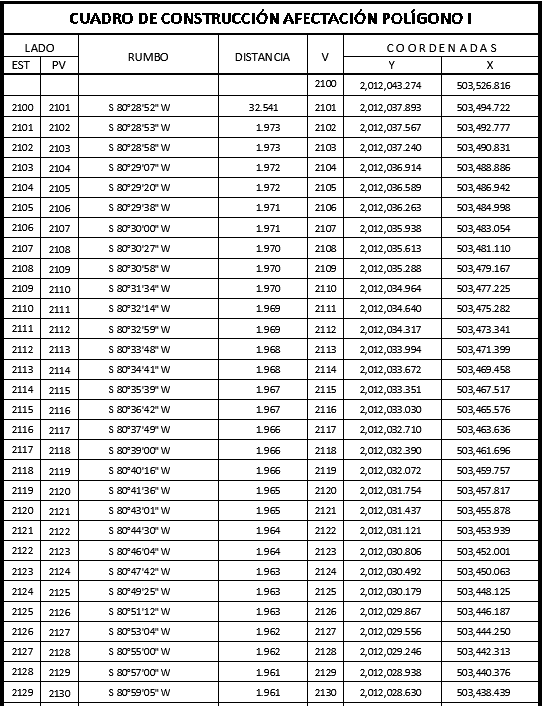 CUADRO DE CONSTRUCCIÓN AFECTACIÓN POLÍGONO I
LADO RUMBO DISTANCIA V C O O R D E N A D A S
EST PV Y X
2100 2,012,043.274 503,526.816
2100 2101 S 80°28'52" W 32.541 2101 2,012,037.893 503,494.722
2101 2102 S 80°28'53" W 1.973 2102 2,012,037.567 503,492.777
2102 2103 S 80°28'58" W 1.973 2103 2,012,037.240 503,490.831
2103 2104 S 80°29'07" W 1.972 2104 2,012,036.914 503,488.886
2104 2105 S 80°29'20" W 1.972 2105 2,012,036.589 503,486.942
2105 2106 S 80°29'38" W 1.971 2106 2,012,036.263 503,484.998
2106 2107 S 80°30'00" W 1.971 2107 2,012,035.938 503,483.054
2107 2108 S 80°30'27" W 1.970 2108 2,012,035.613 503,481.110
2108 2109 S 80°30'58" W 1.970 2109 2,012,035.288 503,479.167
2109 2110 S 80°31'34" W 1.970 2110 2,012,034.964 503,477.225
2110 2111 S 80°32'14" W 1.969 2111 2,012,034.640 503,475.282
2111 2112 S 80°32'59" W 1.969 2112 2,012,034.317 503,473.341
2112 2113 S 80°33'48" W 1.968 2113 2,012,033.994 503,471.399
2113 2114 S 80°34'41" W 1.968 2114 2,012,033.672 503,469.458
2114 2115 S 80°35'39" W 1.967 2115 2,012,033.351 503,467.517
2115 2116 S 80°36'42" W 1.967 2116 2,012,033.030 503,465.576
2116 2117 S 80°37'49" W 1.966 2117 2,012,032.710 503,463.636
2117 2118 S 80°39'00" W 1.966 2118 2,012,032.390 503,461.696
2118 2119 S 80°40'16" W 1.966 2119 2,012,032.072 503,459.757
2119 2120 S 80°41'36" W 1.965 2120 2,012,031.754 503,457.817
2120 2121 S 80°43'01" W 1.965 2121 2,012,031.437 503,455.878
2121 2122 S 80°44'30" W 1.964 2122 2,012,031.121 503,453.939
2122 2123 S 80°46'04" W 1.964 2123 2,012,030.806 503,452.001
2123 2124 S 80°47'42" W 1.963 2124 2,012,030.492 503,450.063
2124 2125 S 80°49'25" W 1.963 2125 2,012,030.179 503,448.125
2125 2126 S 80°51'12" W 1.963 2126 2,012,029.867 503,446.187
2126 2127 S 80°53'04" W 1.962 2127 2,012,029.556 503,444.250
2127 2128 S 80°55'00" W 1.962 2128 2,012,029.246 503,442.313
2128 2129 S 80°57'00" W 1.961 2129 2,012,028.938 503,440.376
2129 2130 S 80°59'05" W 1.961 2130 2,012,028.630 503,438.439